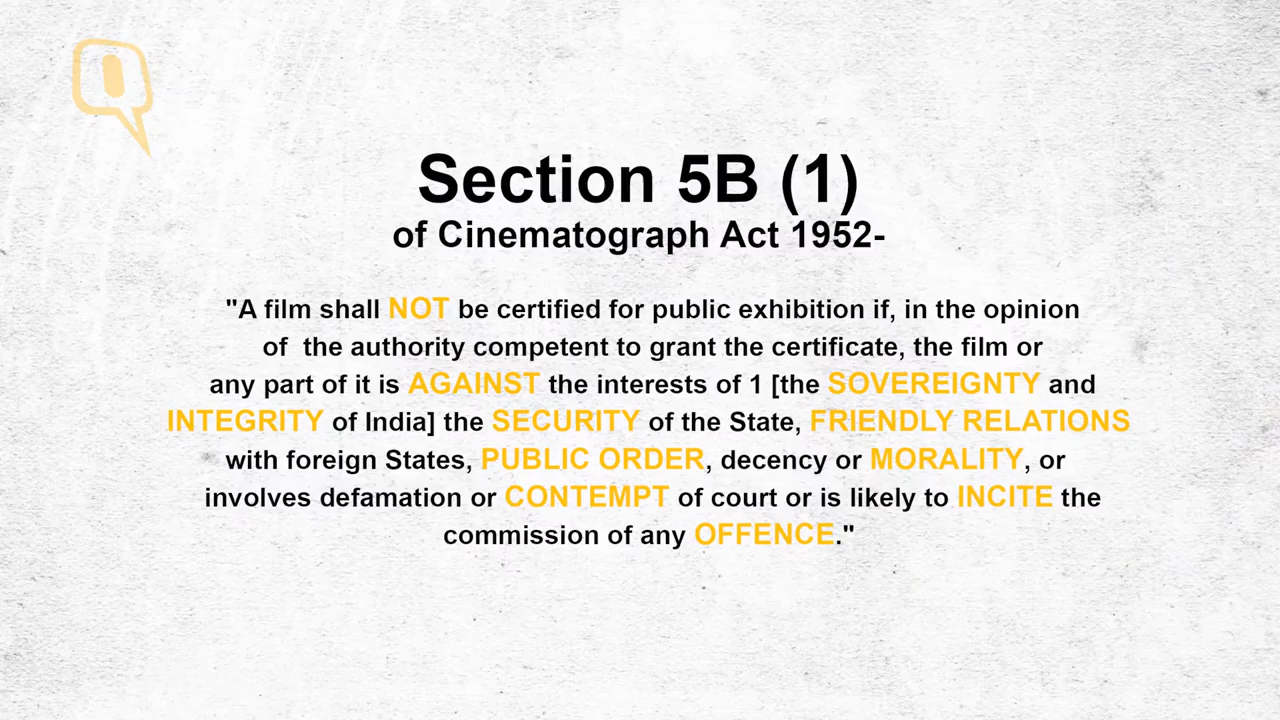 Section 5B (1)
of Cinematograph Act 1952-
"A film shall NOT be certified for public exhibition if, in the opinion
of  the authority competent to grant the certificate, the film or
any part of it is AGAINST the interests of 1 [the SOVEREIGNTY and
INTEGRITY of India] the SECURITY of the State, FRIENDLY RELATIONS
with foreign States, PUBLIC ORDER, decency or MORALITY, or
involves defamation or CONTEMPT of court or is likely to INCITE the
commission of any OFFENCE."